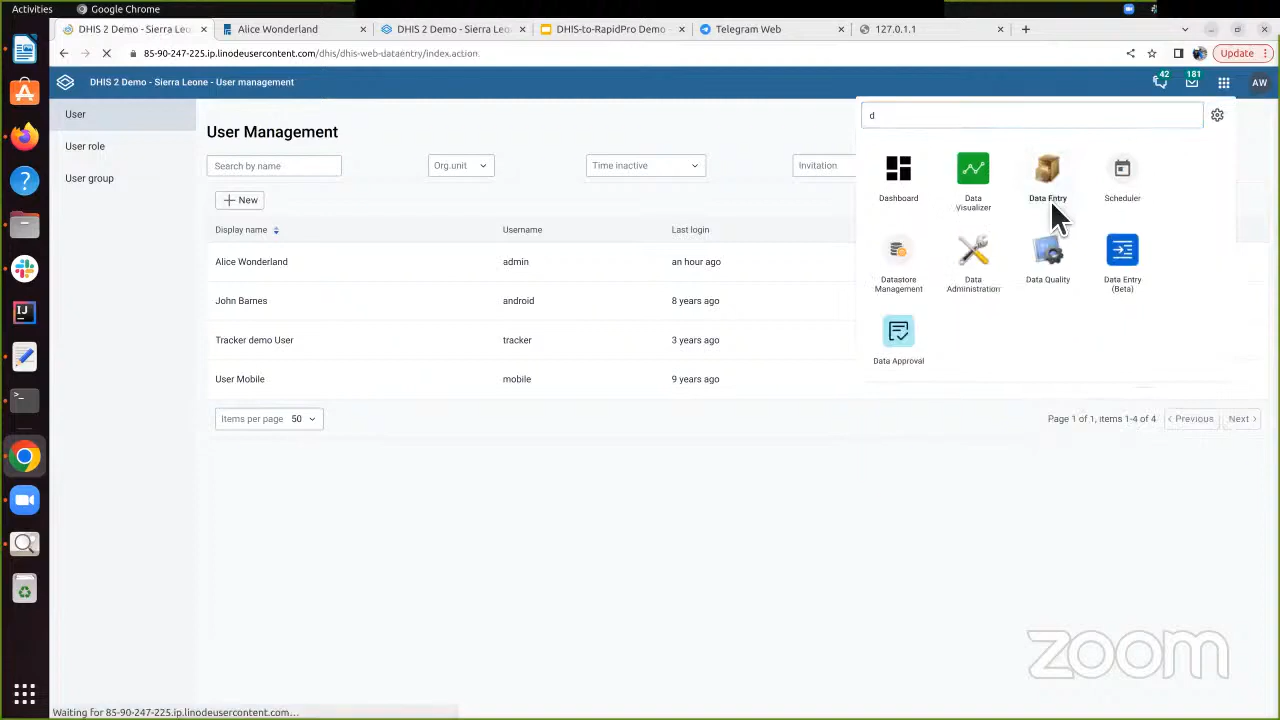 Activities
Google Chrome
DHIS 2 Demo - Sierra Leo
Alice Wonderland
DHIS 2 Demo - Sierra Leo
DHIS-to-RapidPro Demo
Telegram Web
127.0.1.1
85-90-247-225.ip.linodeusercontent.com/dhis/dhis-web-dataentry/index.action
Update
DHIS 2 Demo - Sierra Leone - User management
42
181
AW
User
User role
User group
User Management
Search by name
Org.unit
Time inactive
Invitation
New
Display name
Username
Last login
Alice Wonderland
admin
an hour ago
John Barnes
android
8 years ago
Tracker demo User
tracker
3 years ago
User Mobile
mobile
9 years ago
Items per page 50
Page 1 of 1, items 1-4 of 4
Previous
Next
d
Dashboard
Data
Visualizer
Data Entry
Scheduler
Datastore
Management
Data
Administration
Data Quality
Data Entry
(Beta)
Data Approval
zoom
Waiting for 85-90-247-225.ip.linodeusercontent.com...